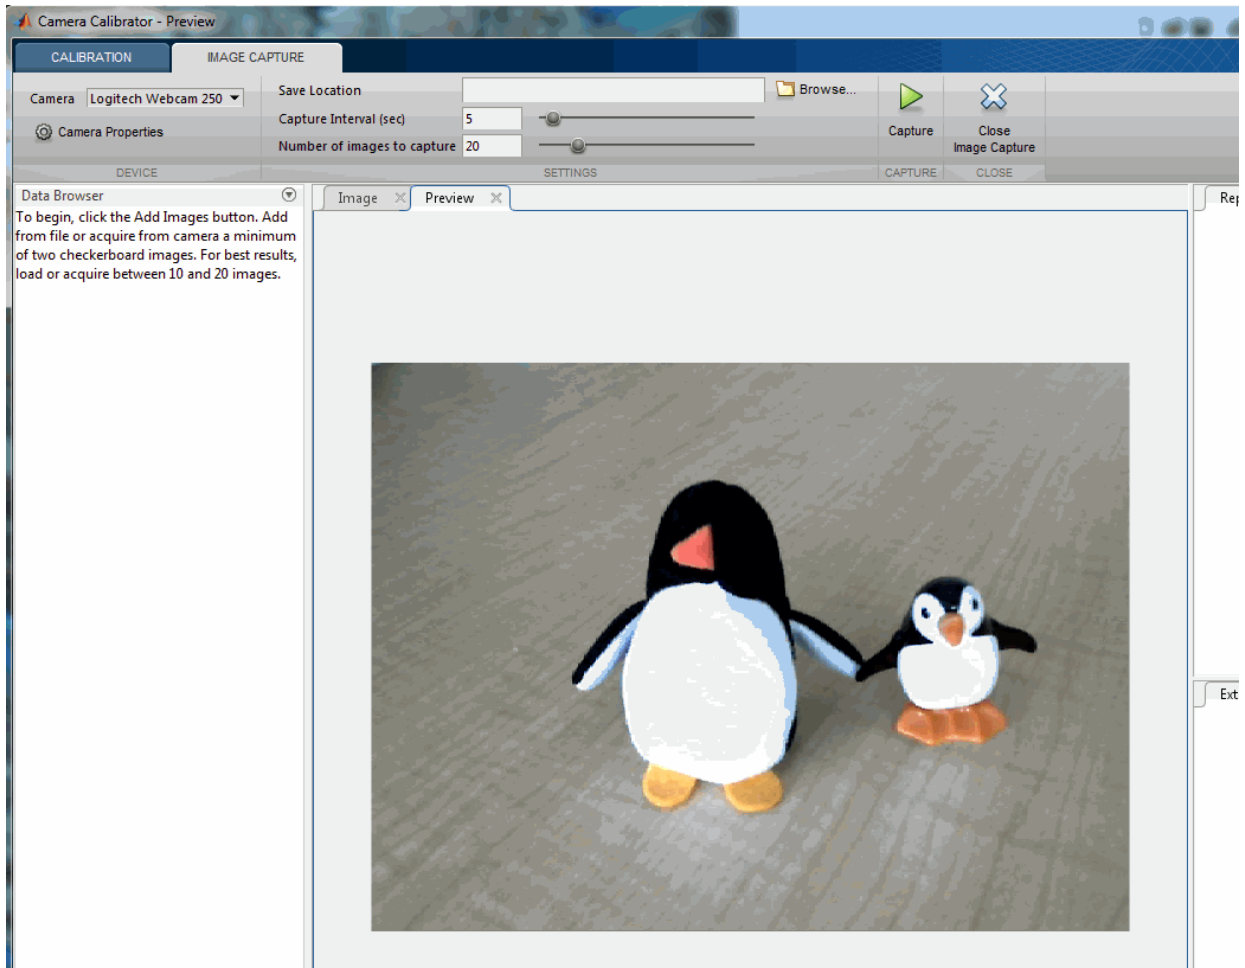 Camera Calibrator - Preview
CALIBRATION
IMAGE CAPTURE
Camera
Logitech Webcam 250
Camera Properties
DEVICE
Save Location
Browse...
Capture Interval (sec)
5
Number of images to capture
20
SETTINGS
Capture
CAPTURE
Close
Image Capture
CLOSE
Data Browser
To begin, click the Add Images button. Add
from file or acquire from camera a minimum
of two checkerboard images. For best results,
load or acquire between 10 and 20 images.
Image
Preview
Rep
Ext